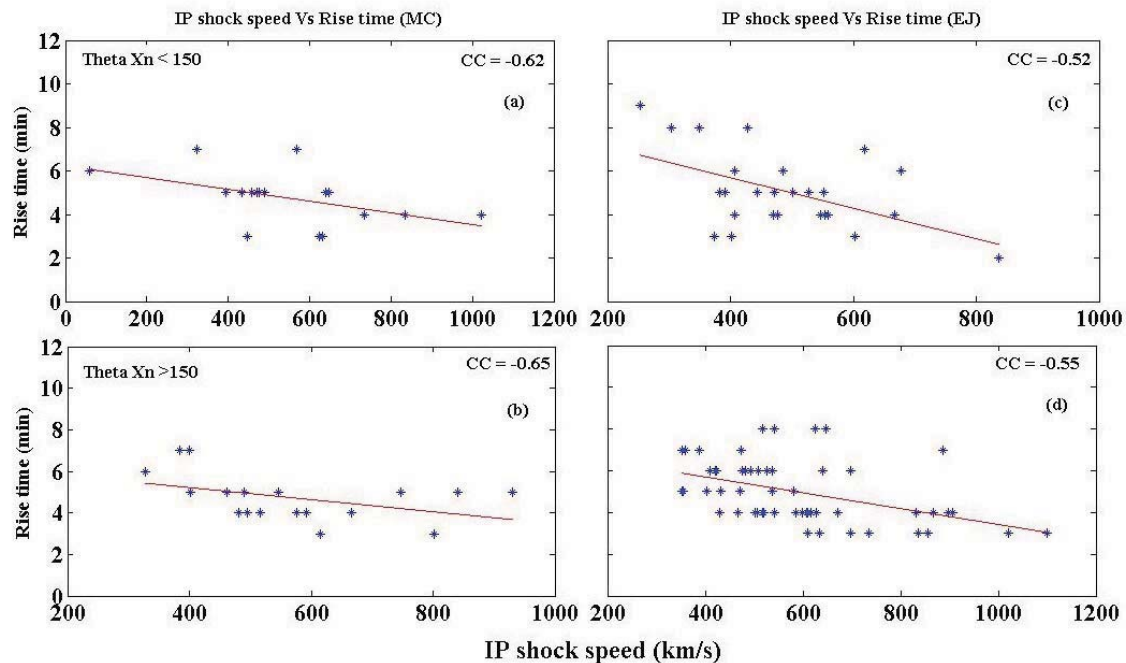 IP shock speed Vs Rise time (MC)
IP shock speed Vs Rise time (EJ)
12
10
8
6
4
2
0
Rise time (min)
Theta Xn < 150
CC = -0.62
(a)
0 200 400 600 800 1000 1200
CC = -0.52
(c)
200 400 600 800 1000
12
10
8
6
4
2
0
Rise time (min)
Theta Xn >150
CC = -0.65
(b)
200 400 600 800 1000
CC = -0.55
(d)
200 400 600 800 1000 1200
IP shock speed (km/s)